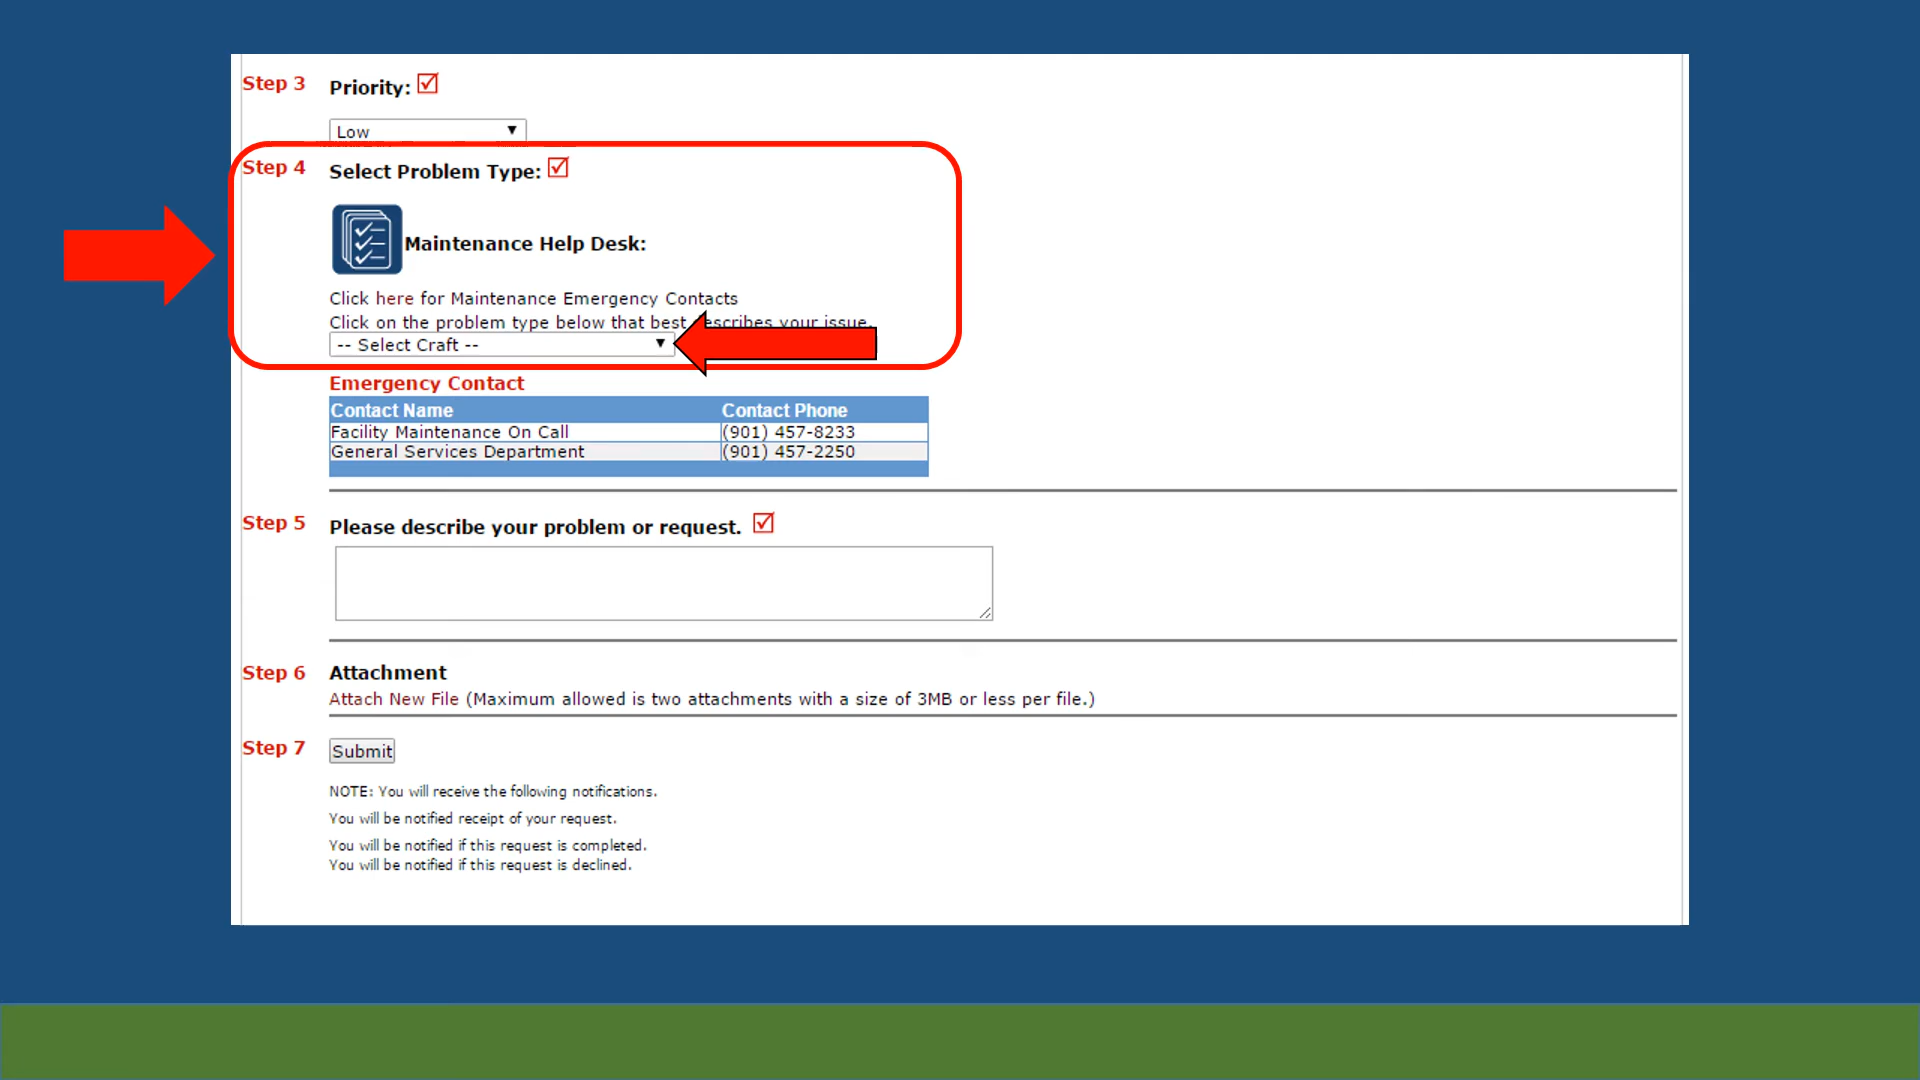 Step 3 Priority:
Low
Step 4 Select Problem Type:
Maintenance Help Desk:
Click here for Maintenance Emergency Contacts
Click on the problem type below that best describes your issue.
-- Select Craft --
Emergency Contact
Contact Name Contact Phone
Facility Maintenance On Call (901) 457-8233
General Services Department (901) 457-2250
Step 5 Please describe your problem or request.
Step 6 Attachment
Attach New File (Maximum allowed is two attachments with a size of 3MB or less per file.)
Step 7 Submit
NOTE: You will receive the following notifications.
You will be notified receipt of your request.
You will be notified if this request is completed.
You will be notified if this request is declined.